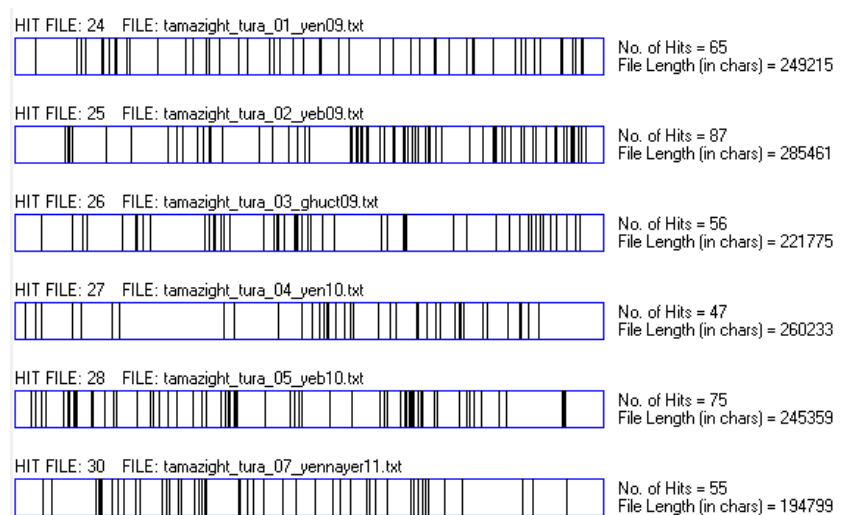 HIT FILE: 24 FILE: tamazight_tura_01_yen09.txt
No. of Hits = 65
File Length (in chars) = 249215
HIT FILE: 25 FILE: tamazight_tura_02_yeb09.txt
No. of Hits = 87
File Length (in chars) = 285461
HIT FILE: 26 FILE: tamazight_tura_03_ghuct09.txt
No. of Hits = 56
File Length (in chars) = 221775
HIT FILE: 27 FILE: tamazight_tura_04_yen10.txt
No. of Hits = 47
File Length (in chars) = 260233
HIT FILE: 28 FILE: tamazight_tura_05_yeb10.txt
No. of Hits = 75
File Length (in chars) = 245359
HIT FILE: 30 FILE: tamazight_tura_07_yennayer11.txt
No. of Hits = 55
File Length (in chars) = 194799